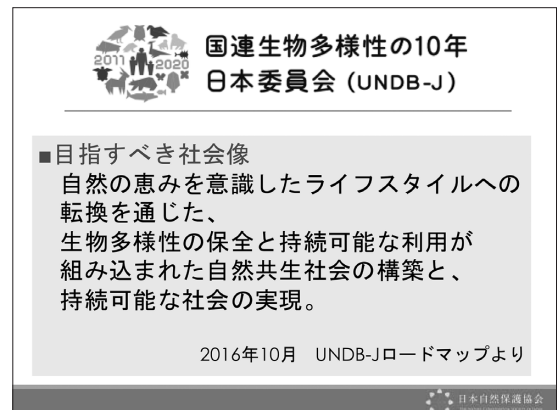 2011 2020
国連生物多様性の10年
日本委員会 (UNDB-J)
■目指すべき社会像
自然の恵みを意識したライフスタイルへの
転換を通じた、
生物多様性の保全と持続可能な利用が
組み込まれた自然共生社会の構築と、
持続可能な社会の実現。
2016年10月 UNDB-Jロードマップより
日本自然保護協会